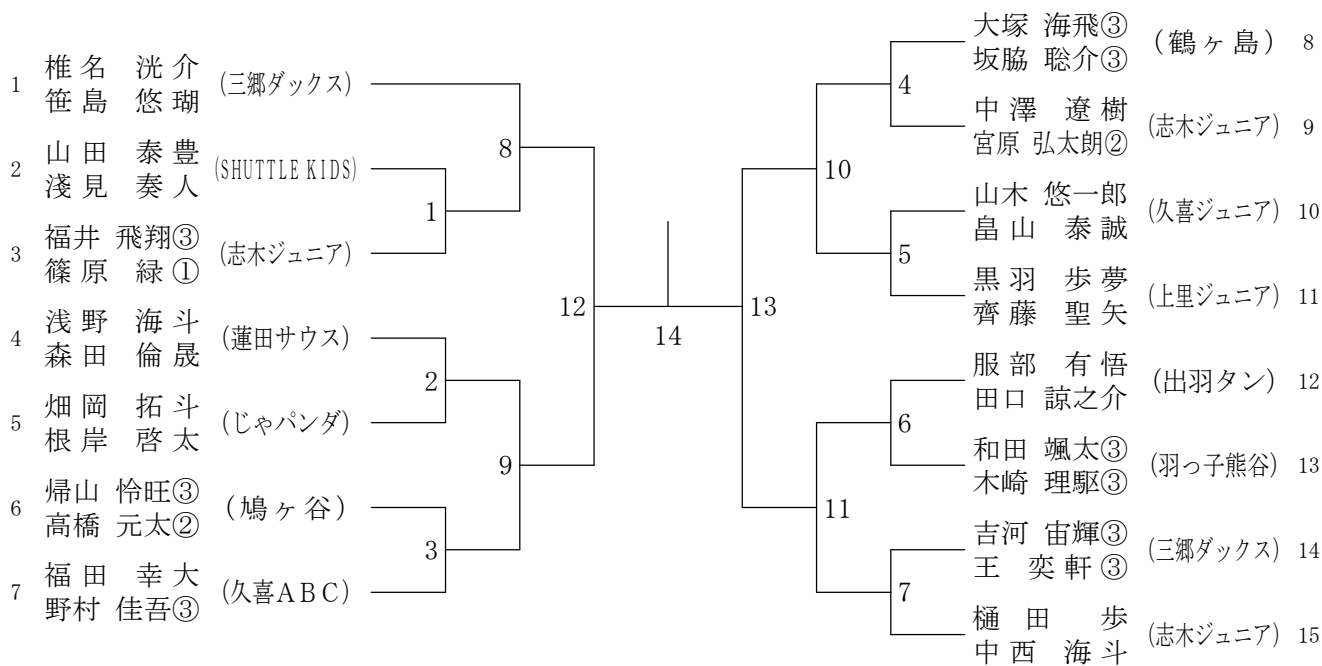 1 椎名 洸介 (三郷ダックス)
笹島 悠瑚
2 山田 泰豊 (SHUTTLE KIDS)
淺見 奏人
3 福井 飛翔③ (志木ジュニア)
篠原 緑①
4 浅野 海斗 (蓮田サウス)
森田 倫晟
5 畑岡 拓斗 (じゃパンダ)
根岸 啓太
6 帰山 怜旺③ (鳩ヶ谷)
高橋 元太②
7 福田 幸大 (久喜ABC)
野村 佳吾③
8
1
2
9
3
12
14
13
10
4
5
11
6
7
大塚 海飛③ (鶴ヶ島) 8
坂脇 聡介③
中澤 遼樹 (志木ジュニア) 9
宮原 弘太朗②
山木 悠一郎 (久喜ジュニア) 10
畠山 泰誠
黒羽 歩夢 (上里ジュニア) 11
齊藤 聖矢
服部 有悟 (出羽タン) 12
田口 諒之介
和田 颯太③ (羽っ子熊谷) 13
木崎 理駆③
吉河 宙輝③ (三郷ダックス) 14
王 奕軒③
樋田 歩 (志木ジュニア) 15
中西 海斗